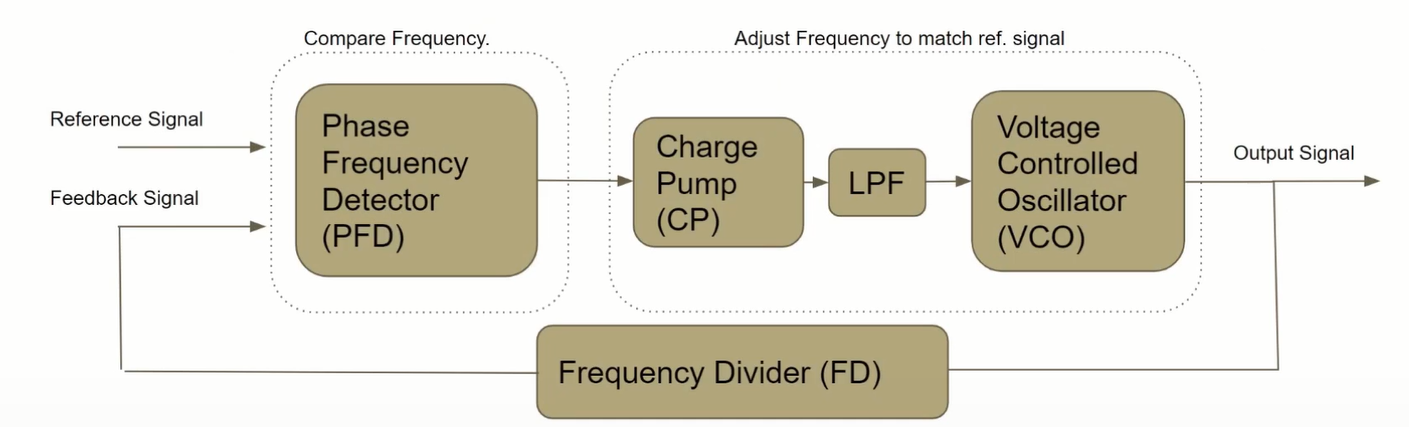 Compare Frequency.
Adjust Frequency to match ref. signal
Reference Signal
Feedback Signal
Phase
Frequency
Detector
(PFD)
Charge
Pump
(CP)
LPF
Voltage
Controlled
Oscillator
(VCO)
Output Signal
Frequency Divider (FD)